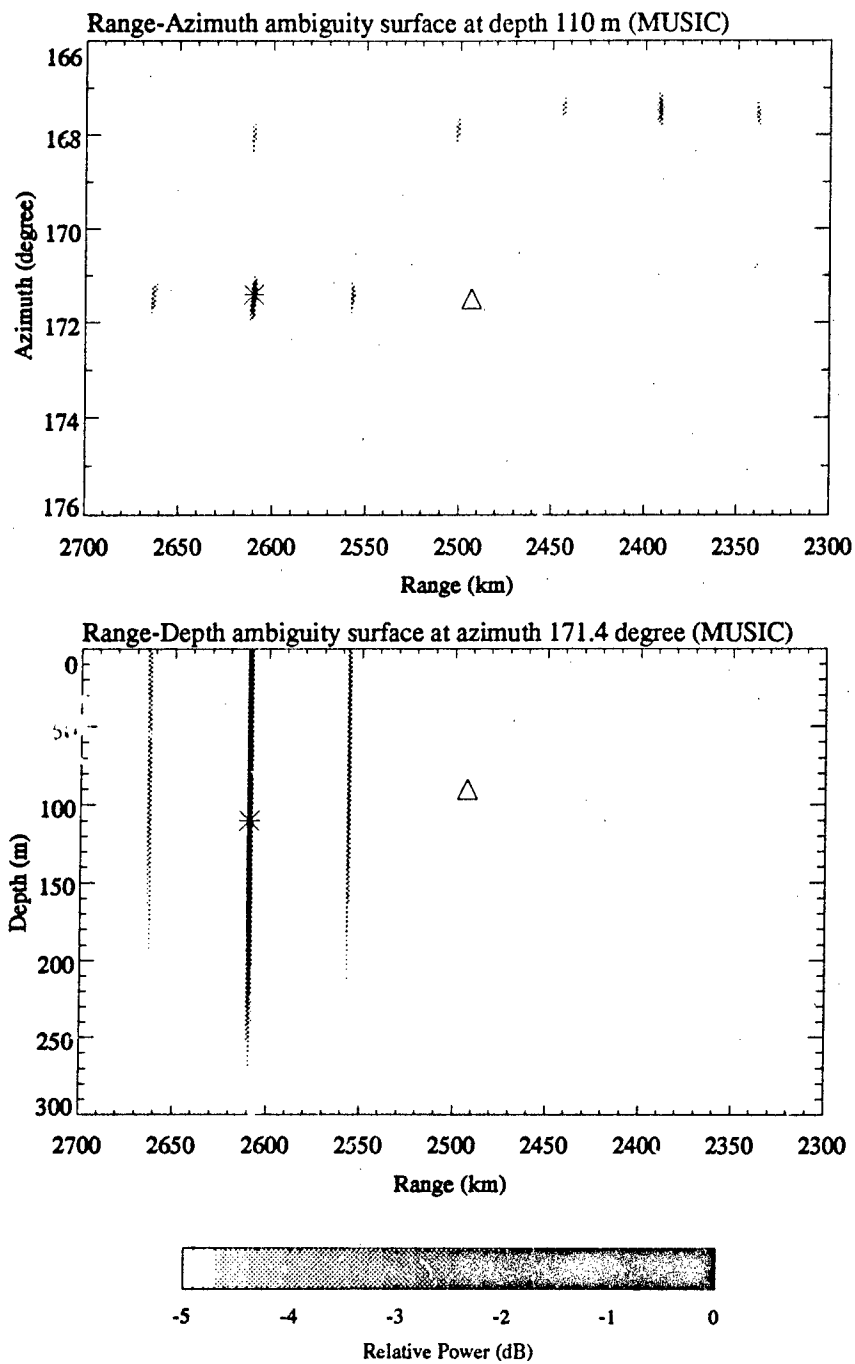 Range-Azimuth ambiguity surface at depth 110 m (MUSIC)
166
168
170
172
174
176
Azimuth (degree)
2700 2650 2600 2550 2500 2450 2400 2350 2300
Range (km)
Range-Depth ambiguity surface at azimuth 171.4 degree (MUSIC)
0
50
100
150
200
250
300
Depth (m)
2700 2650 2600 2550 2500 2450 2400 2350 2300
Range (km)
-5 -4 -3 -2 -1 0
Relative Power (dB)